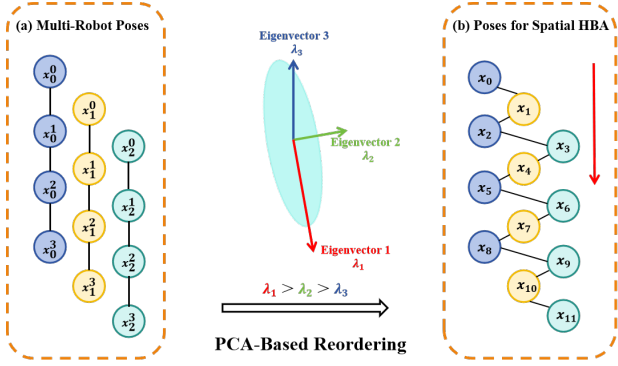 (a) Multi-Robot Poses
x_0^0
x_0^1
x_0^2
x_0^3
x_1^0
x_1^1
x_1^2
x_1^3
x_2^0
x_2^1
x_2^2
x_2^3
Eigenvector 3
λ_3
Eigenvector 2
λ_2
Eigenvector 1
λ_1
λ_1 > λ_2 > λ_3
PCA-Based Reordering
(b) Poses for Spatial HBA
x_0
x_1
x_2
x_3
x_4
x_5
x_6
x_7
x_8
x_9
x_10
x_11